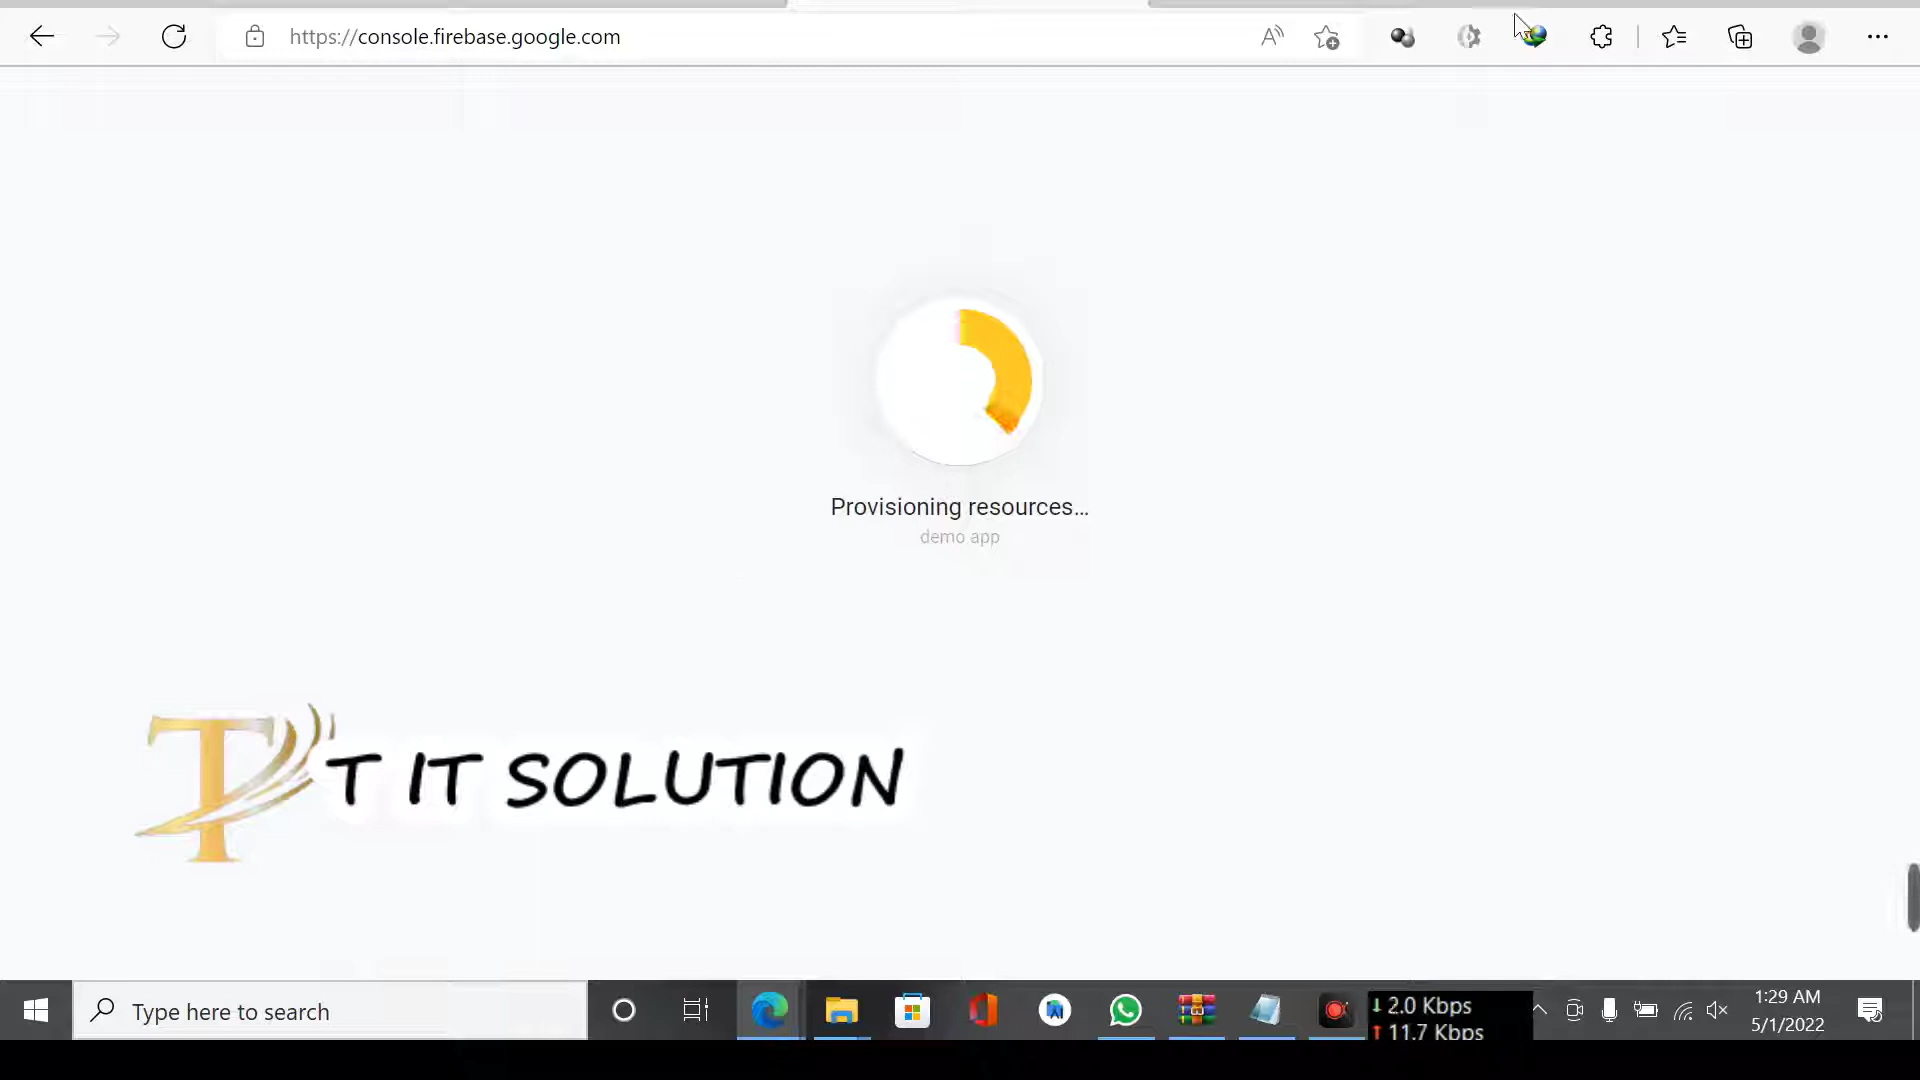 https://console.firebase.google.com
Provisioning resources...
demo app
T IT SOLUTION
Type here to search
↓ 2.0 Kbps
↑ 11.7 Kbps
1:29 AM
5/1/2022